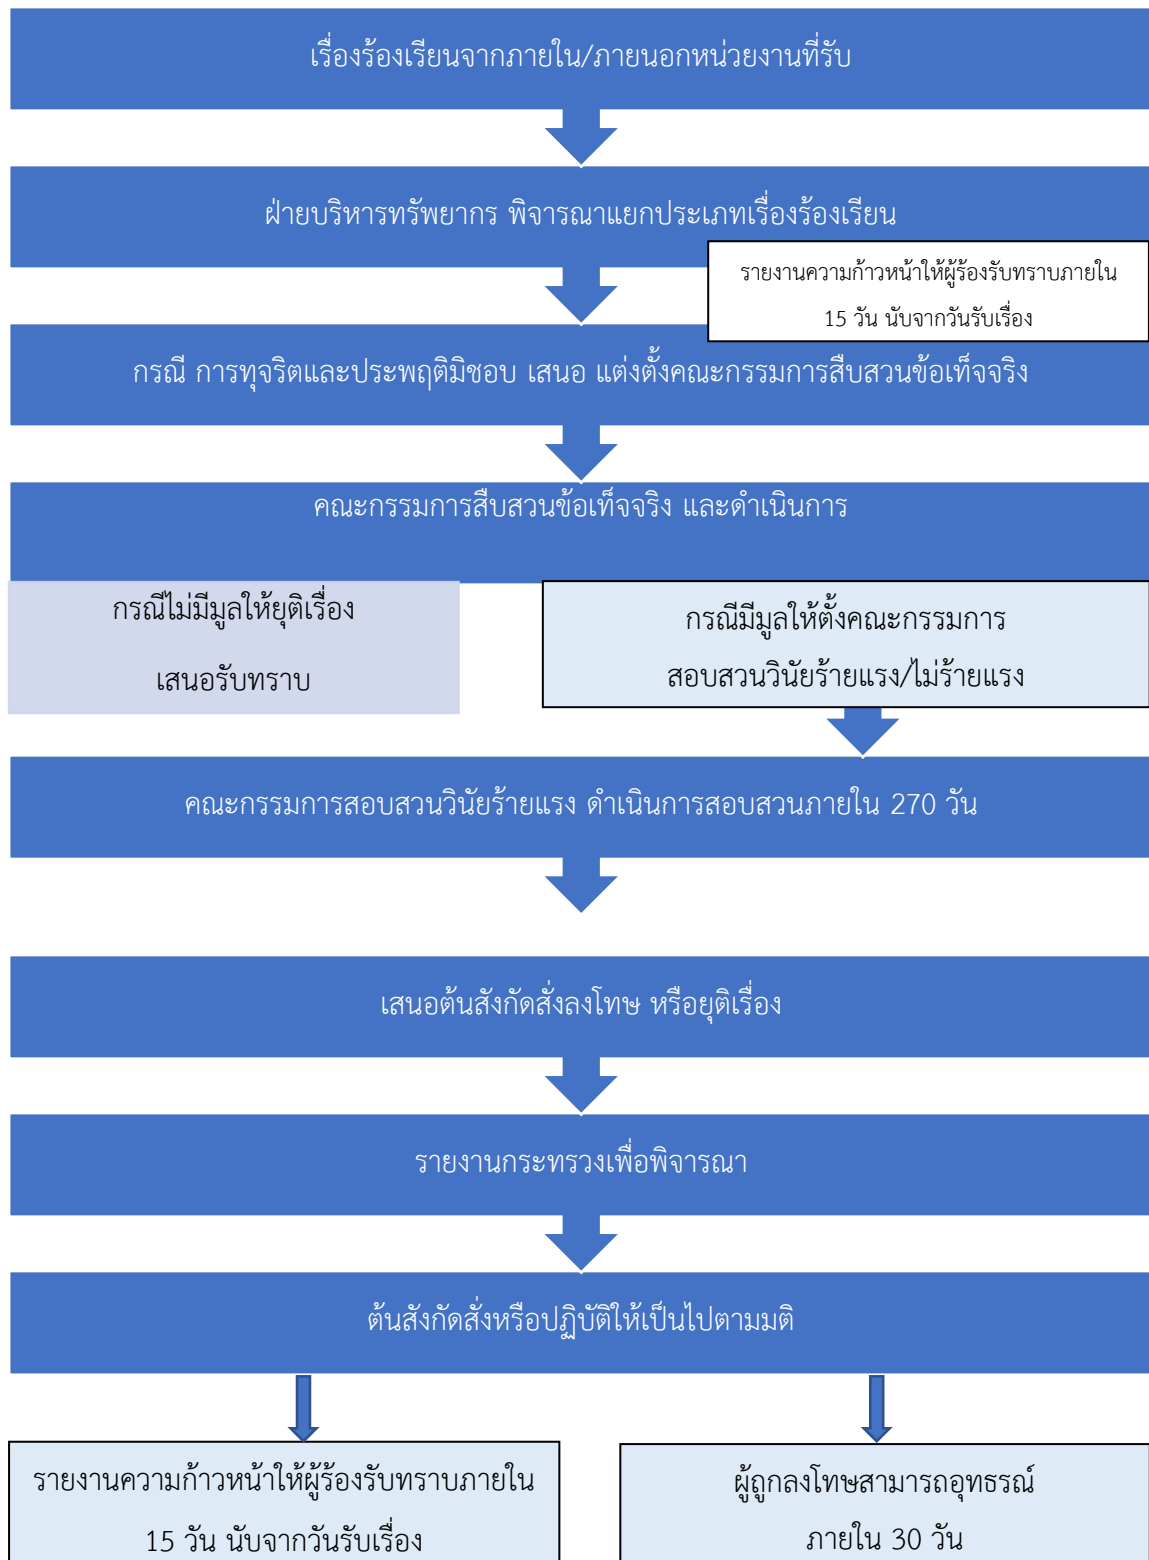 เรื่องร้องเรียนจากภายใน/ภายนอกหน่วยงานที่รับ
ฝ่ายบริหารทรัพยากร พิจารณาแยกประเภทเรื่องร้องเรียน
รายงานความก้าวหน้าให้ผู้ร้องรับทราบภายใน
15 วัน นับจากวันรับเรื่อง
กรณี การทุจริตและประพฤติมิชอบ เสนอ แต่งตั้งคณะกรรมการสืบสวนข้อเท็จจริง
คณะกรรมการสืบสวนข้อเท็จจริง และดำเนินการ
กรณีไม่มีมูลให้ยุติเรื่อง
เสนอรับทราบ
กรณีมีมูลให้ตั้งคณะกรรมการ
สอบสวนวินัยร้ายแรง/ไม่ร้ายแรง
คณะกรรมการสอบสวนวินัยร้ายแรง ดำเนินการสอบสวนภายใน 270 วัน
เสนอต้นสังกัดสั่งลงโทษ หรือยุติเรื่อง
รายงานกระทรวงเพื่อพิจารณา
ต้นสังกัดสั่งหรือปฏิบัติให้เป็นไปตามมติ
รายงานความก้าวหน้าให้ผู้ร้องรับทราบภายใน
15 วัน นับจากวันรับเรื่อง
ผู้ถูกลงโทษสามารถอุทธรณ์
ภายใน 30 วัน